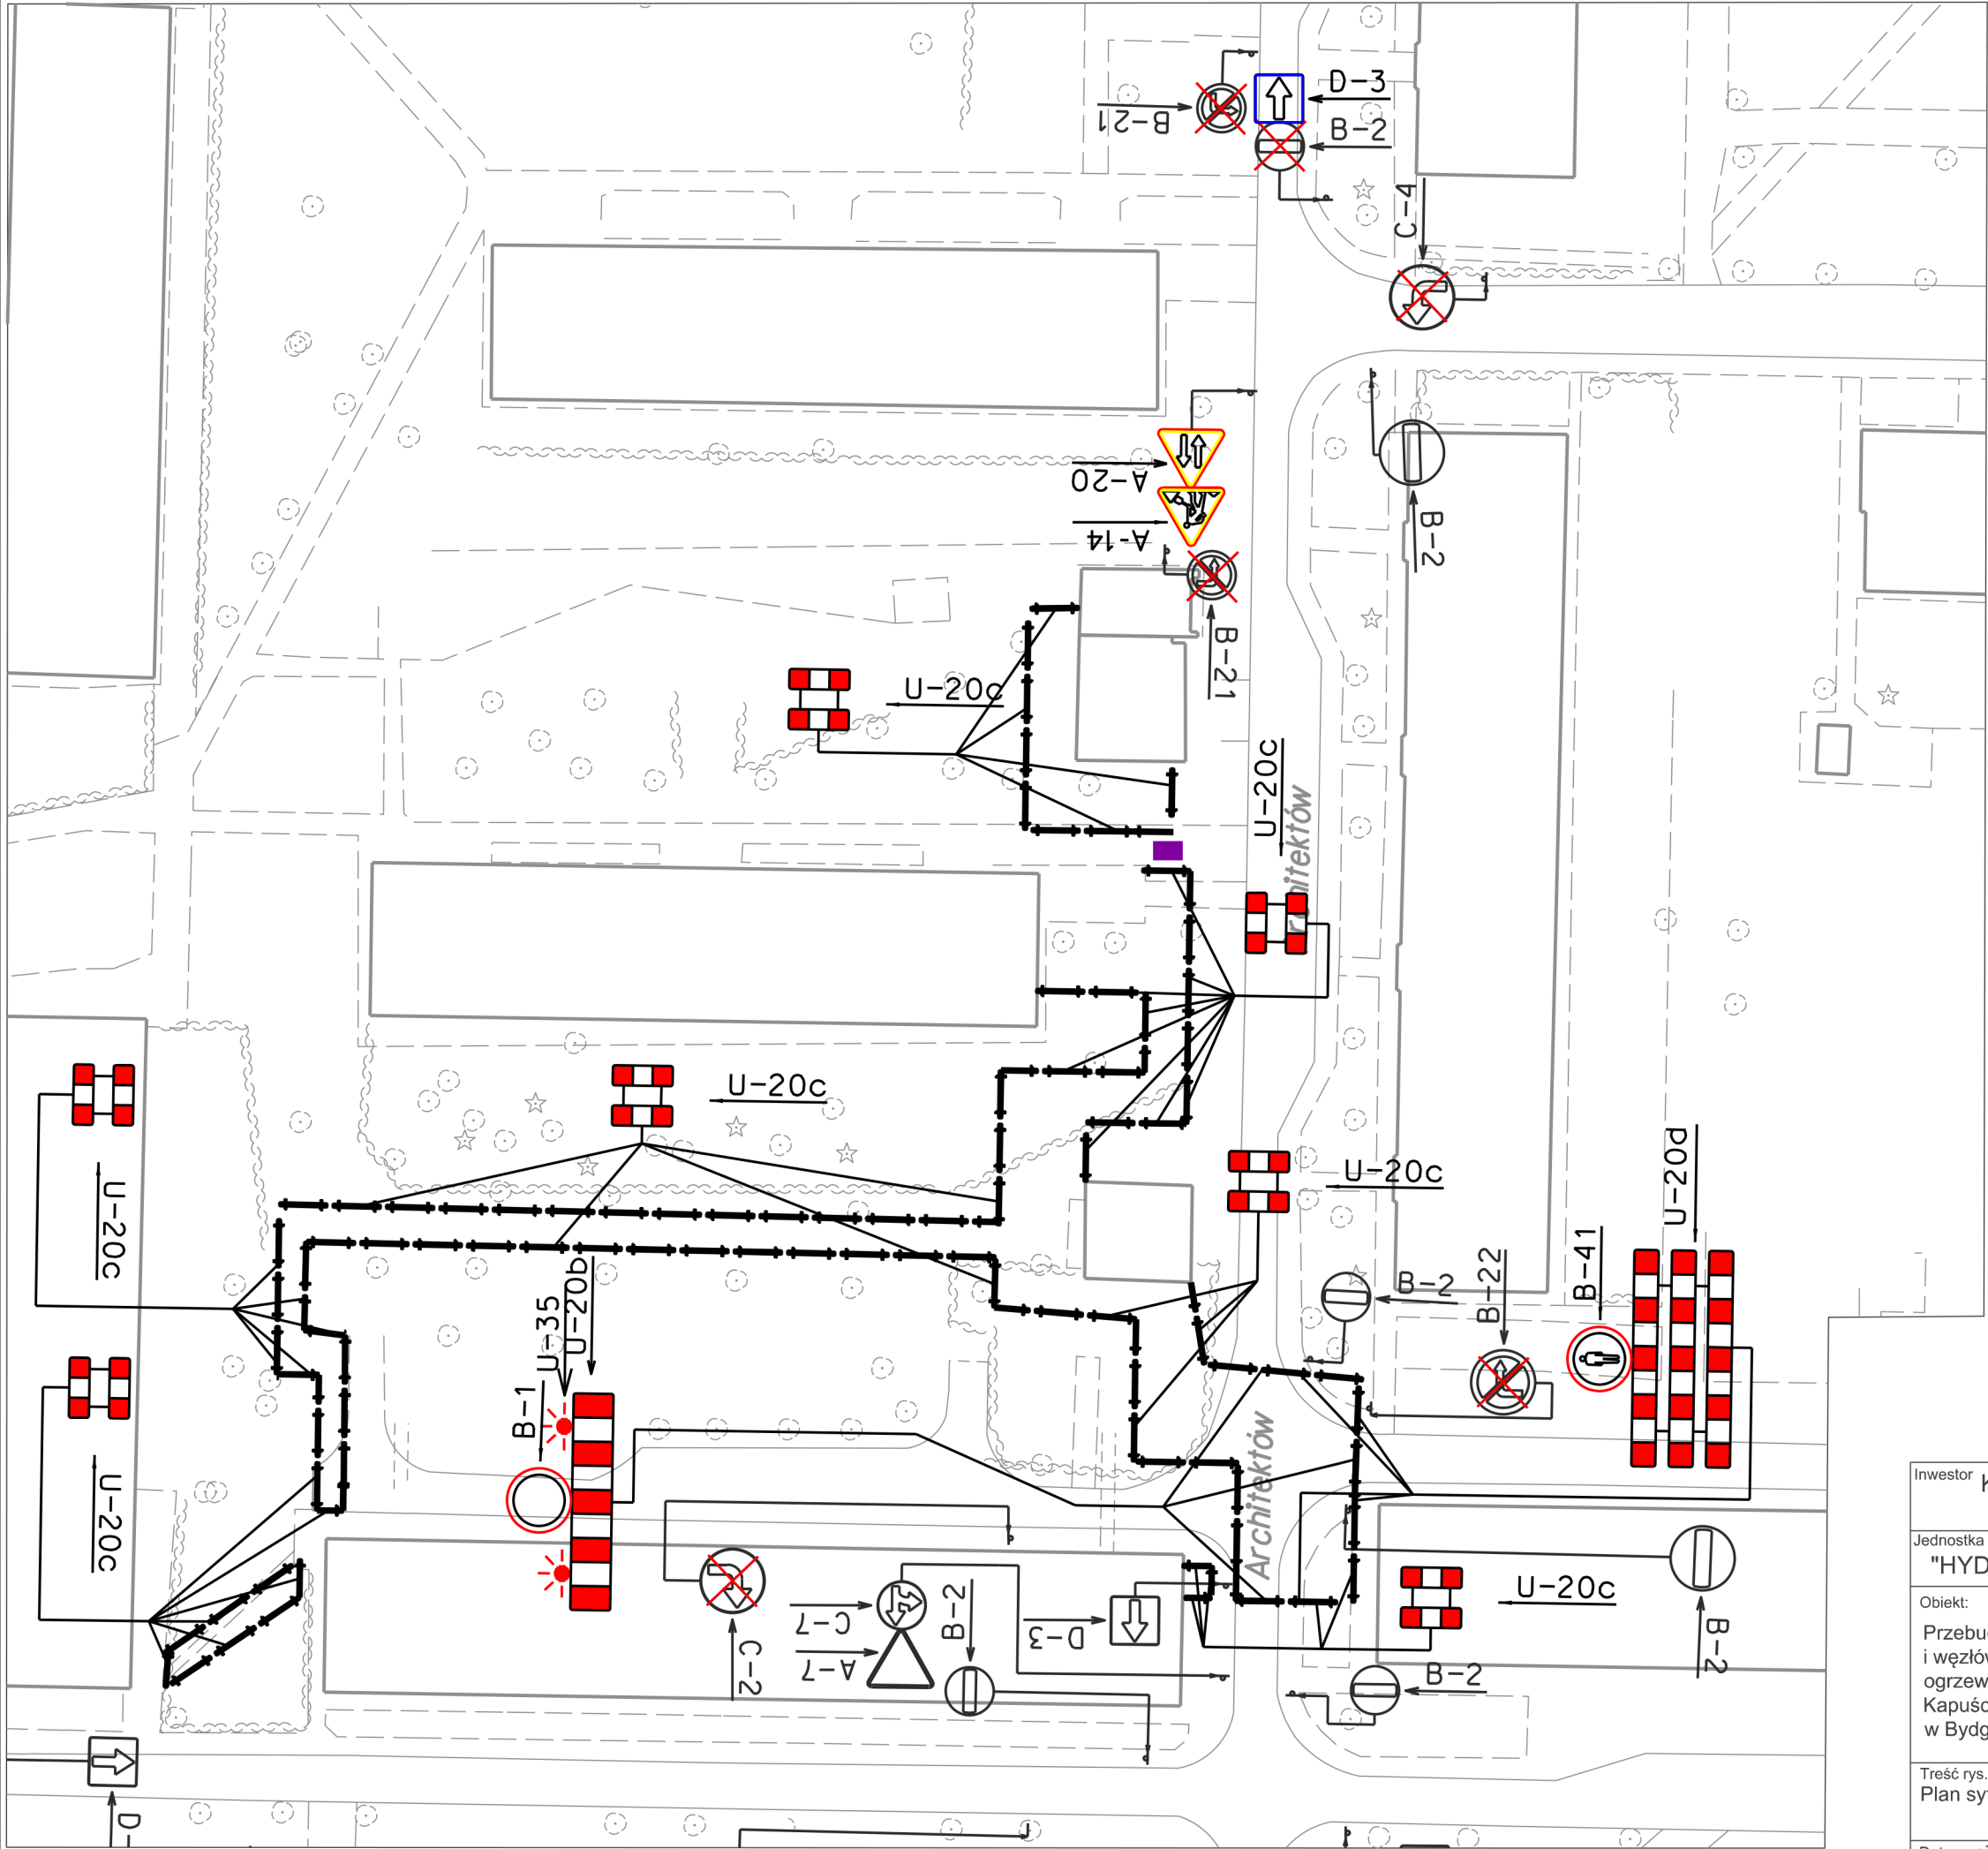 D-3
B-21
B-2
C-4
A-20
A-14
B-2
B-21
U-20c
U-20c
hitektów
U-20c
U-20c
U-20d
U-20c
B-41
B-2
B-22
U-20b
U-35
B-1
Architektów
U-20c
U-20c
C-7
B-2
D-3
A-7
C-2
B-2
B-2
D-
Inwestor K
Jednostka
"HYD
Obiekt:
Przebu
i węzłów
ogrzew
Kapuśc
w Bydg
Treść rys.
Plan sy